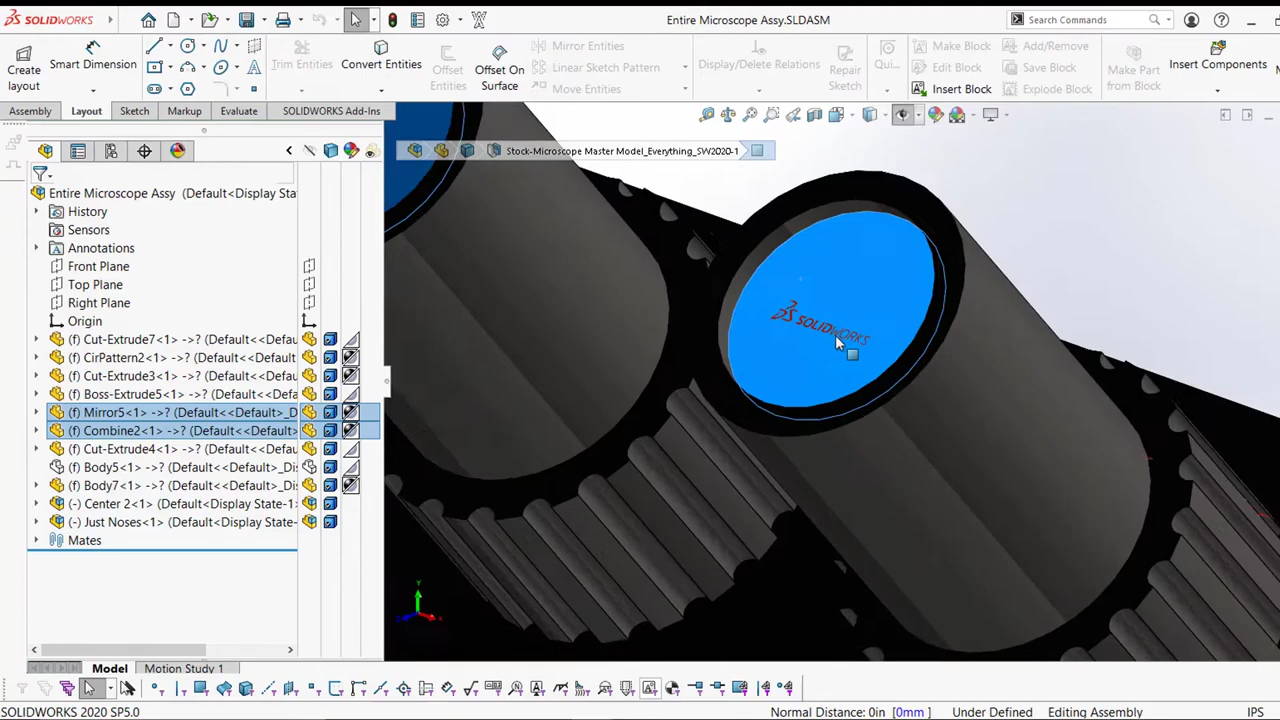 SOLIDWORKS
Entire Microscope Assy.SLDASM
Search Commands
Create layout
Smart Dimension
Trim Entities
Convert Entities
Offset Entities
Offset On Surface
Mirror Entities
Linear Sketch Pattern
Move Entities
Display/Delete Relations
Repair Sketch
Qui...
Make Block
Edit Block
Insert Block
Add/Remove
Save Block
Explode Block
Make Part from Block
Insert Components
Assembly
Layout
Sketch
Markup
Evaluate
SOLIDWORKS Add-Ins
Stock-Microscope Master Model_Everything_SW2020-1
Entire Microscope Assy (Default<Display Sta
History
Sensors
Annotations
Front Plane
Top Plane
Right Plane
Origin
(f) Cut-Extrude7<1> ->? (Default<<Defau
(f) CirPattern2<1> ->? (Default<<Default
(f) Cut-Extrude3<1> ->? (Default<<Defau
(f) Boss-Extrude5<1> ->? (Default<<Defa
(f) Mirror5<1> ->? (Default<<Default>_D
(f) Combine2<1> ->? (Default<<Default>
(f) Cut-Extrude4<1> ->? (Default<<Defau
(f) Body5<1> ->? (Default<<Default>_Dis
(f) Body7<1> ->? (Default<<Default>_Dis
(-) Center 2<1> (Default<Display State-1
(-) Just Noses<1> (Default<Display State-
Mates
SOLIDWORKS
Y
X
Model
Motion Study 1
SOLIDWORKS 2020 SP5.0
Normal Distance: 0in [0mm]
Under Defined
Editing Assembly
IPS